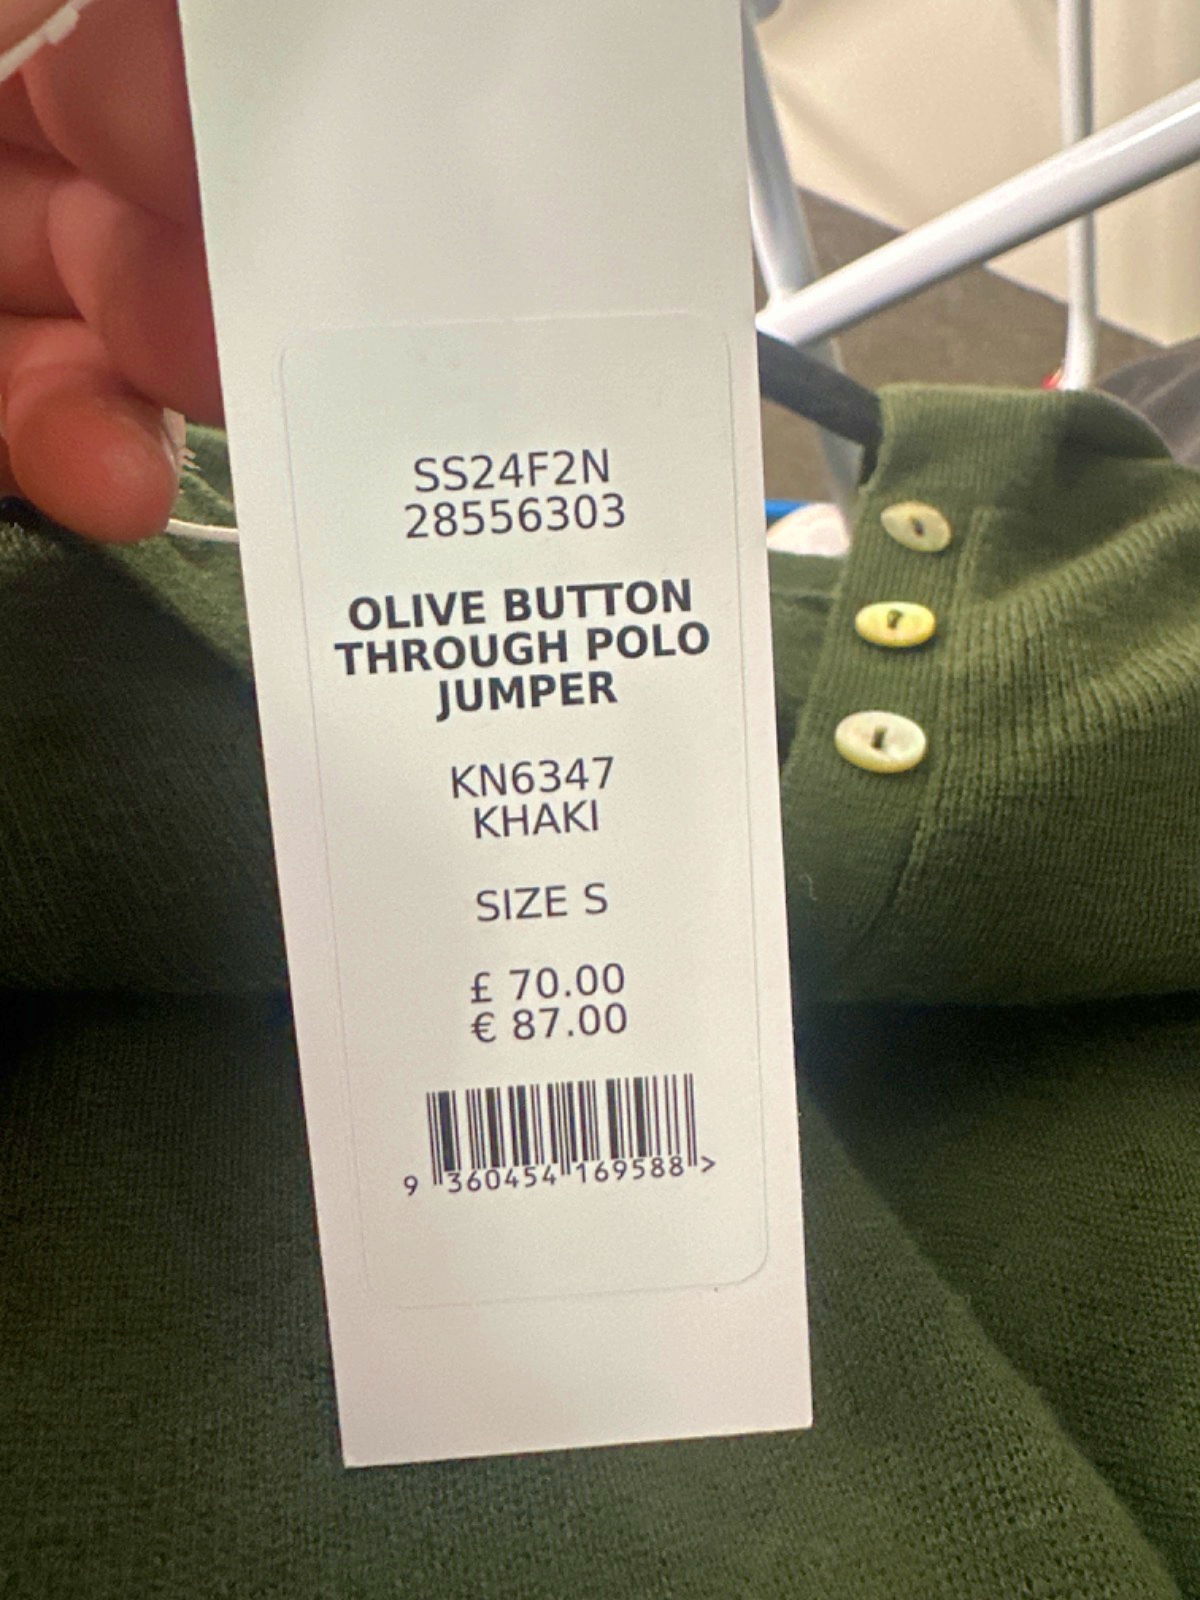 SS24F2N
28556303
OLIVE BUTTON
THROUGH POLO
JUMPER
KN6347
KHAKI
SIZE S
£ 70.00
€ 87.00
9 360454 169588 >